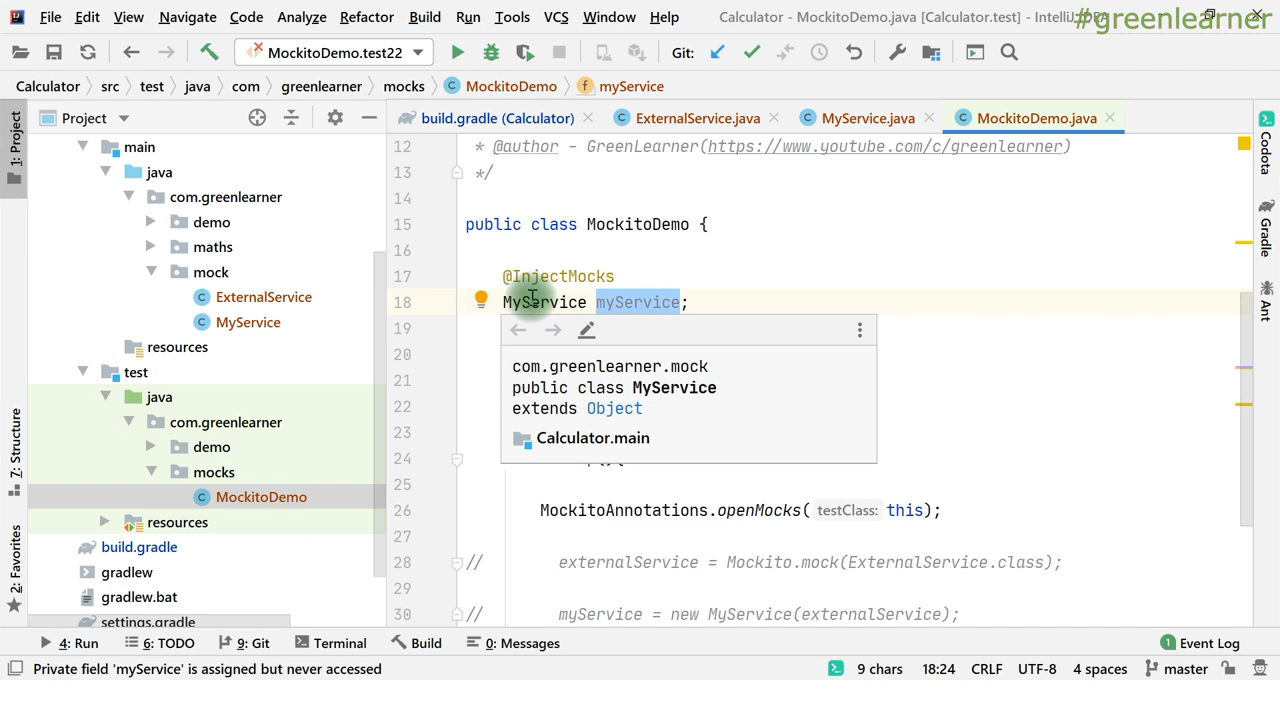 File Edit View Navigate Code Analyze Refactor Build Run Tools VCS Window Help Calculator - MockitoDemo.java [Calculator.test] - IntelliJ IDEA
#greenlearner
MockitoDemo.test22 Git:
Calculator src test java com greenlearner mocks MockitoDemo myService
1: Project
Project
build.gradle (Calculator) ExternalService.java MyService.java MockitoDemo.java
main
java
com.greenlearner
demo
maths
mock
ExternalService
MyService
resources
test
java
com.greenlearner
demo
mocks
MockitoDemo
resources
build.gradle
gradlew
gradlew.bat
settings.gradle
7: Structure
2: Favorites
12 * @author - GreenLearner(https://www.youtube.com/c/greenlearner)
13 */
14
15 public class MockitoDemo {
16
17 @InjectMocks
18 MyService myService;
19
20
21
22
23
24
25
26 MockitoAnnotations.openMocks( testClass: this);
27
28 // externalService = Mockito.mock(ExternalService.class);
29
30 // myService = new MyService(externalService);
com.greenlearner.mock
public class MyService
extends Object
Calculator.main
Codota
Gradle
Ant
4: Run 6: TODO 9: Git Terminal Build 0: Messages 1 Event Log
Private field 'myService' is assigned but never accessed 9 chars 18:24 CRLF UTF-8 4 spaces master